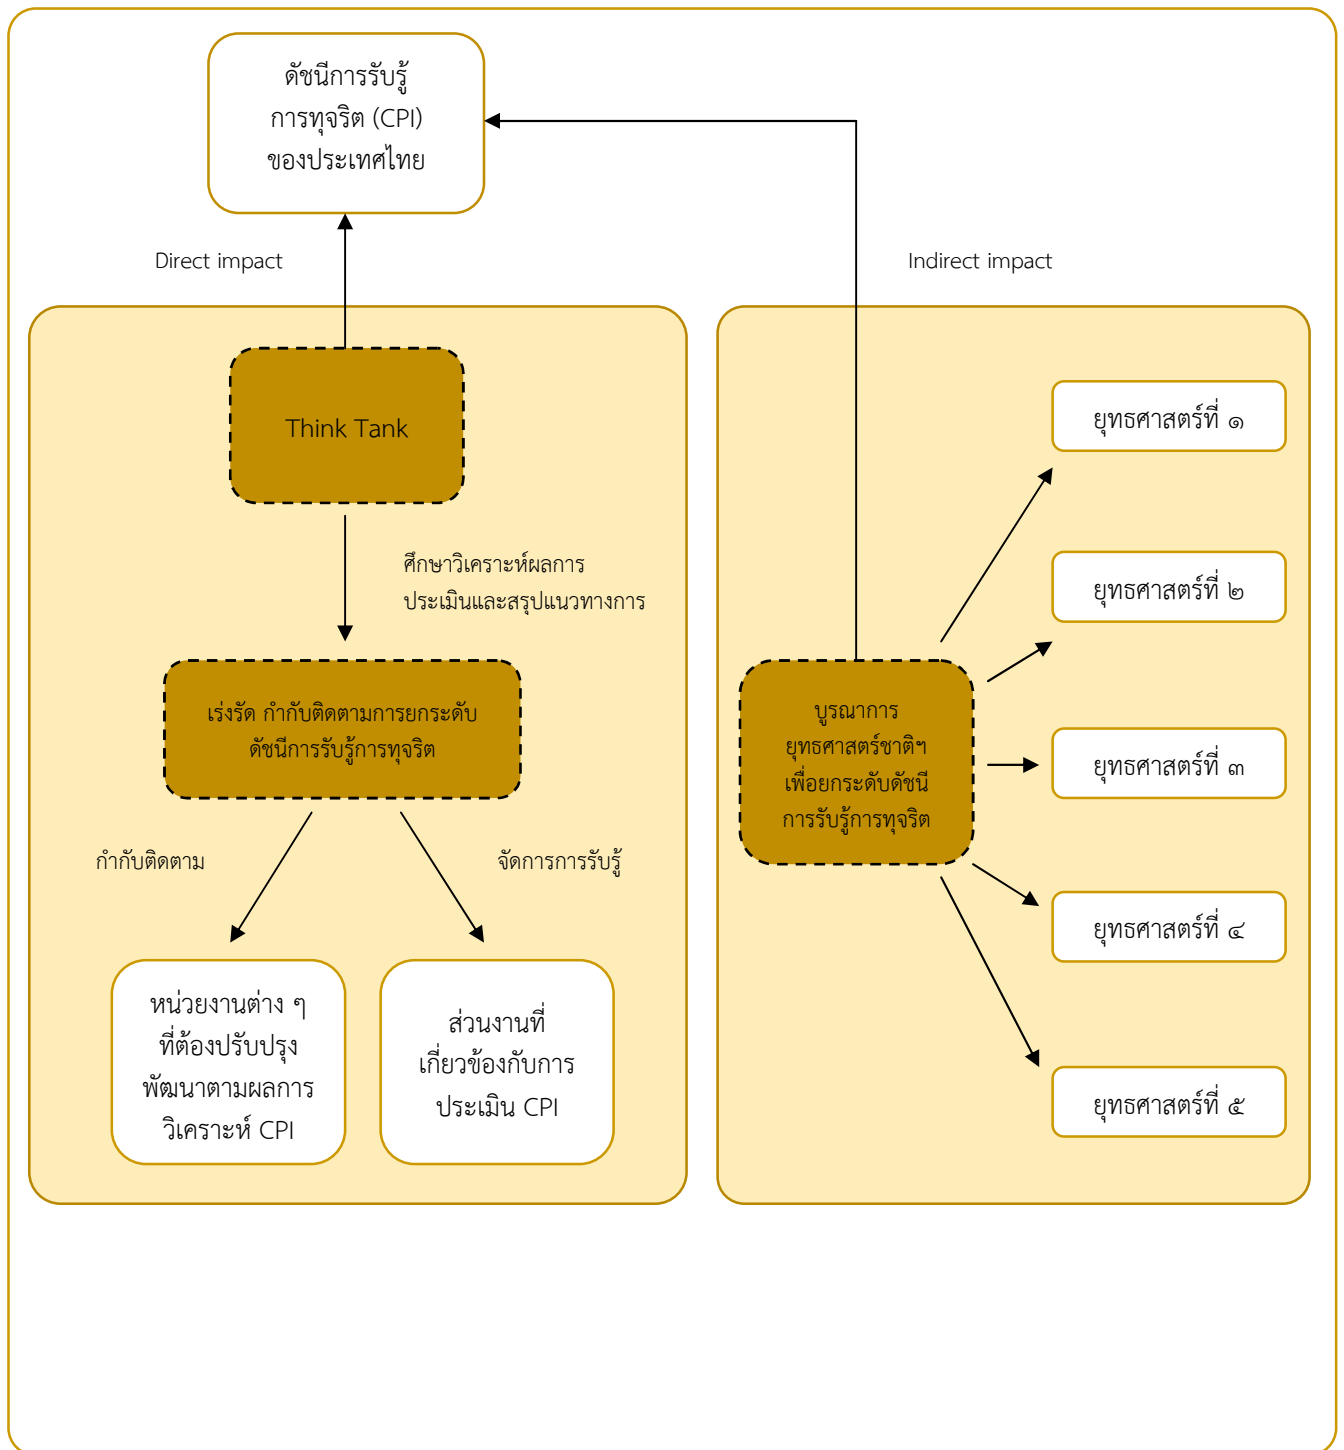 ดัชนีการรับรู้
การทุจริต (CPI)
ของประเทศไทย
Direct impact
Indirect impact
Think Tank
ศึกษาวิเคราะห์ผลการ
ประเมินและสรุปแนวทางการ
เร่งรัด กำกับติดตามการยกระดับ
ดัชนีการรับรู้การทุจริต
กำกับติดตาม
จัดการการรับรู้
หน่วยงานต่าง ๆ
ที่ต้องปรับปรุง
พัฒนาตามผลการ
วิเคราะห์ CPI
ส่วนงานที่
เกี่ยวข้องกับการ
ประเมิน CPI
บูรณาการ
ยุทธศาสตร์ชาติฯ
เพื่อยกระดับดัชนี
การรับรู้การทุจริต
ยุทธศาสตร์ที่ ๑
ยุทธศาสตร์ที่ ๒
ยุทธศาสตร์ที่ ๓
ยุทธศาสตร์ที่ ๔
ยุทธศาสตร์ที่ ๕